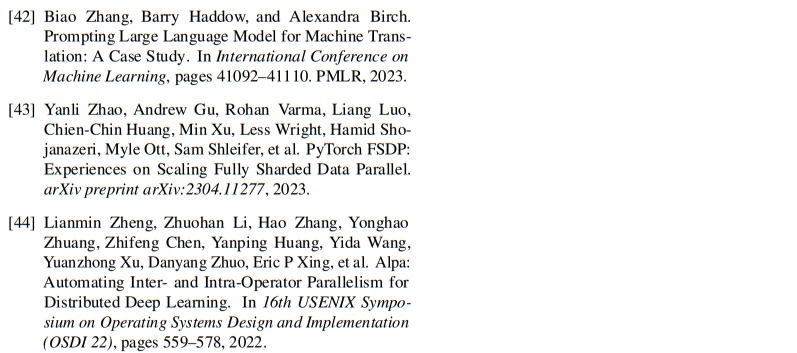 [42] Biao Zhang, Barry Haddow, and Alexandra Birch.
Prompting Large Language Model for Machine Trans-
lation: A Case Study. In International Conference on
Machine Learning, pages 41092–41110. PMLR, 2023.
[43] Yanli Zhao, Andrew Gu, Rohan Varma, Liang Luo,
Chien-Chin Huang, Min Xu, Less Wright, Hamid Sho-
janazeri, Myle Ott, Sam Shleifer, et al. PyTorch FSDP:
Experiences on Scaling Fully Sharded Data Parallel.
arXiv preprint arXiv:2304.11277, 2023.
[44] Lianmin Zheng, Zhuohan Li, Hao Zhang, Yonghao
Zhuang, Zhifeng Chen, Yanping Huang, Yida Wang,
Yuanzhong Xu, Danyang Zhuo, Eric P Xing, et al. Alpa:
Automating Inter- and Intra-Operator Parallelism for
Distributed Deep Learning. In 16th USENIX Sympo-
sium on Operating Systems Design and Implementation
(OSDI 22), pages 559–578, 2022.